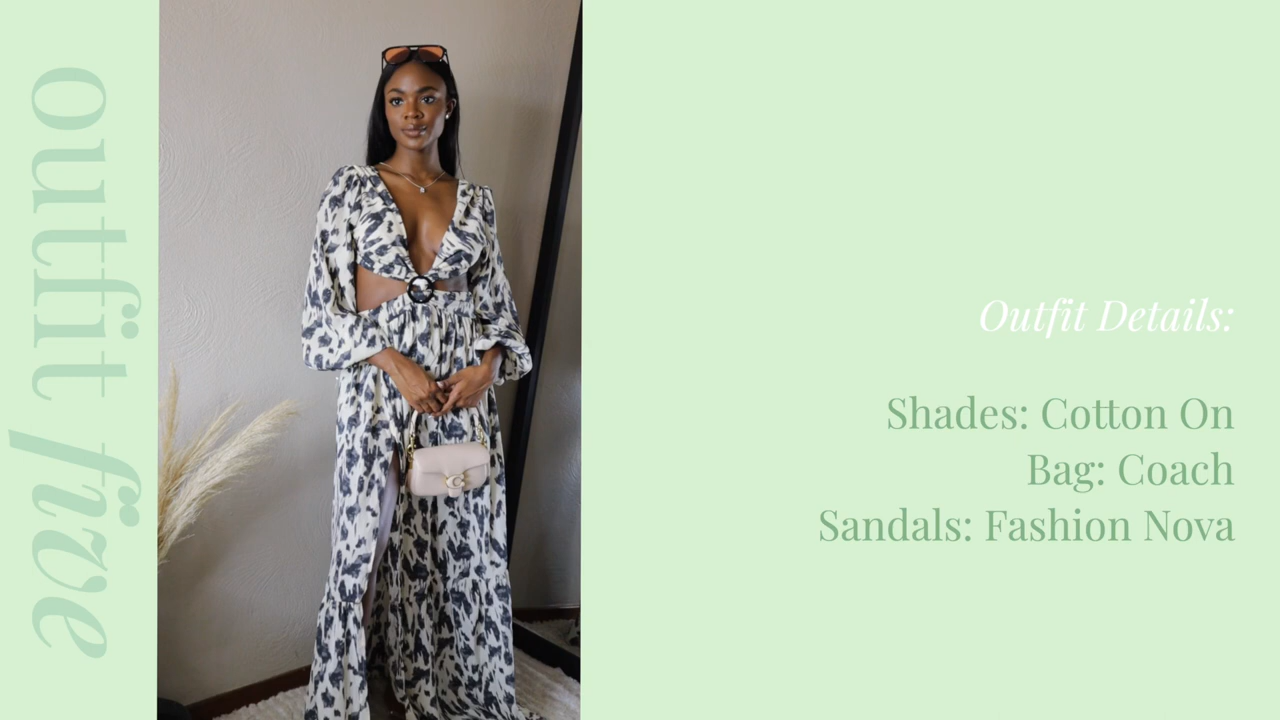 outfit five
Outfit Details:
Shades: Cotton On
Bag: Coach
Sandals: Fashion Nova